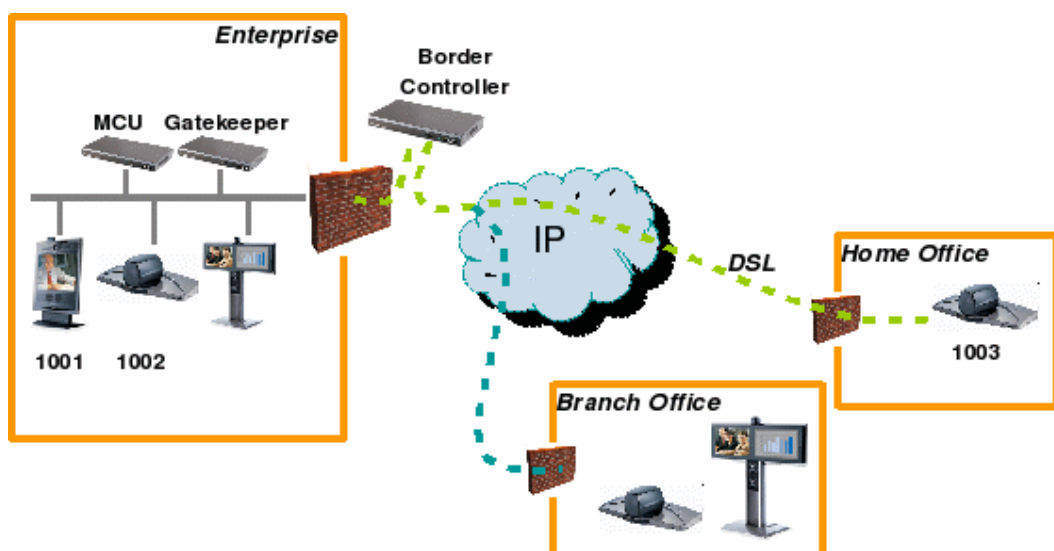 Enterprise
Border
Controller
MCU
Gatekeeper
IP
DSL
Home Office
1001
1002
1003
Branch Office